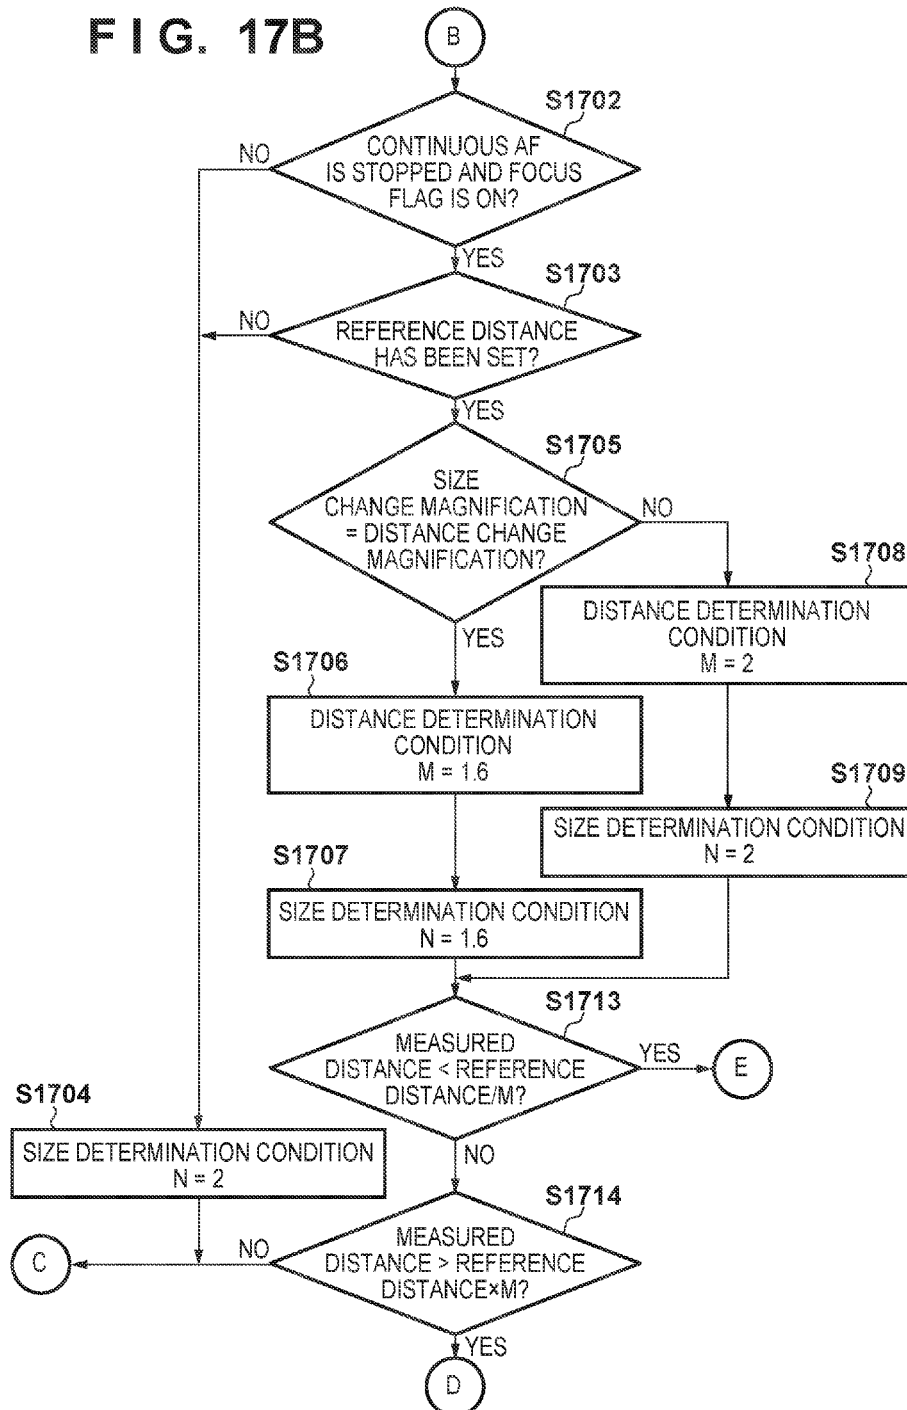 FIG. 17B
B
S1702
CONTINUOUS AF
IS STOPPED AND FOCUS
FLAG IS ON?
NO
YES
S1703
REFERENCE DISTANCE
HAS BEEN SET?
NO
YES
S1705
SIZE
CHANGE MAGNIFICATION
= DISTANCE CHANGE
MAGNIFICATION?
NO
YES
S1708
DISTANCE DETERMINATION
CONDITION
M = 2
S1706
DISTANCE DETERMINATION
CONDITION
M = 1.6
S1709
SIZE DETERMINATION CONDITION
N = 2
S1707
SIZE DETERMINATION CONDITION
N = 1.6
S1713
MEASURED
DISTANCE < REFERENCE
DISTANCE/M?
YES
E
NO
S1704
SIZE DETERMINATION CONDITION
N = 2
S1714
MEASURED
DISTANCE > REFERENCE
DISTANCE×M?
NO
C
YES
D